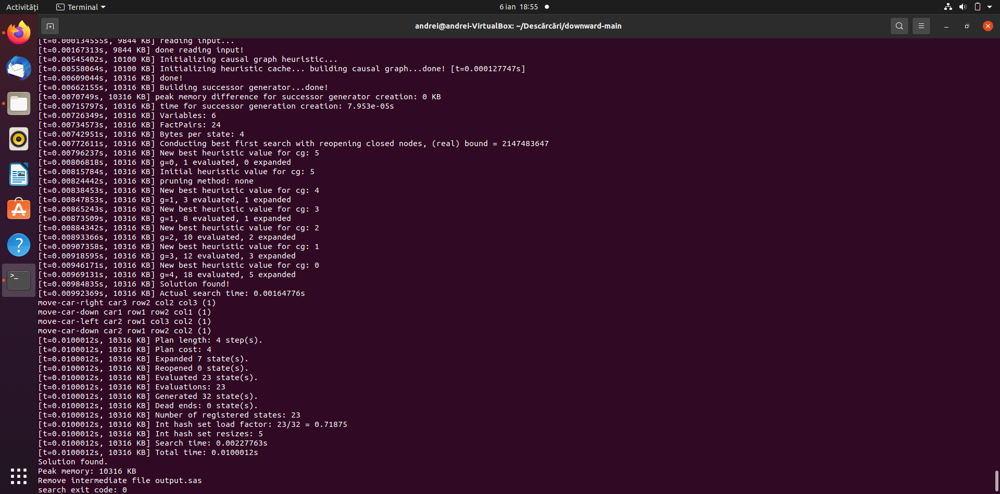 Activități
Terminal
6 ian 18:55
andrei@andrei-VirtualBox: ~/Descărcări/downward-main
[t=0.000134555s, 9844 KB] reading input...
[t=0.00167313s, 9844 KB] done reading input!
[t=0.00545402s, 10100 KB] Initializing causal graph heuristic...
[t=0.00558064s, 10100 KB] Initializing heuristic cache... building causal graph...done! [t=0.000127747s]
[t=0.00609044s, 10316 KB] done!
[t=0.00662155s, 10316 KB] Building successor generator...done!
[t=0.0070749s, 10316 KB] peak memory difference for successor generator creation: 0 KB
[t=0.00715797s, 10316 KB] time for successor generation creation: 7.953e-05s
[t=0.00726349s, 10316 KB] Variables: 6
[t=0.00734573s, 10316 KB] FactPairs: 24
[t=0.00742951s, 10316 KB] Bytes per state: 4
[t=0.00772611s, 10316 KB] Conducting best first search with reopening closed nodes, (real) bound = 2147483647
[t=0.00796237s, 10316 KB] New best heuristic value for cg: 5
[t=0.00806818s, 10316 KB] g=0, 1 evaluated, 0 expanded
[t=0.00815784s, 10316 KB] Initial heuristic value for cg: 5
[t=0.00824442s, 10316 KB] pruning method: none
[t=0.00838453s, 10316 KB] New best heuristic value for cg: 4
[t=0.00847853s, 10316 KB] g=1, 3 evaluated, 1 expanded
[t=0.00865243s, 10316 KB] New best heuristic value for cg: 3
[t=0.00873509s, 10316 KB] g=1, 8 evaluated, 1 expanded
[t=0.00884342s, 10316 KB] New best heuristic value for cg: 2
[t=0.00893366s, 10316 KB] g=2, 10 evaluated, 2 expanded
[t=0.00907358s, 10316 KB] New best heuristic value for cg: 1
[t=0.00918595s, 10316 KB] g=3, 12 evaluated, 3 expanded
[t=0.00946171s, 10316 KB] New best heuristic value for cg: 0
[t=0.00969131s, 10316 KB] g=4, 18 evaluated, 5 expanded
[t=0.00984835s, 10316 KB] Solution found!
[t=0.00992369s, 10316 KB] Actual search time: 0.00164776s
move-car-right car3 row2 col2 col3 (1)
move-car-down car1 row1 row2 col1 (1)
move-car-left car2 row1 col3 col2 (1)
move-car-down car2 row1 row2 col2 (1)
[t=0.0100012s, 10316 KB] Plan length: 4 step(s).
[t=0.0100012s, 10316 KB] Plan cost: 4
[t=0.0100012s, 10316 KB] Expanded 7 state(s).
[t=0.0100012s, 10316 KB] Reopened 0 state(s).
[t=0.0100012s, 10316 KB] Evaluated 23 state(s).
[t=0.0100012s, 10316 KB] Evaluations: 23
[t=0.0100012s, 10316 KB] Generated 32 state(s).
[t=0.0100012s, 10316 KB] Dead ends: 0 state(s).
[t=0.0100012s, 10316 KB] Number of registered states: 23
[t=0.0100012s, 10316 KB] Int hash set load factor: 23/32 = 0.71875
[t=0.0100012s, 10316 KB] Int hash set resizes: 5
[t=0.0100012s, 10316 KB] Search time: 0.00227763s
[t=0.0100012s, 10316 KB] Total time: 0.0100012s
Solution found.
Peak memory: 10316 KB
Remove intermediate file output.sas
search exit code: 0